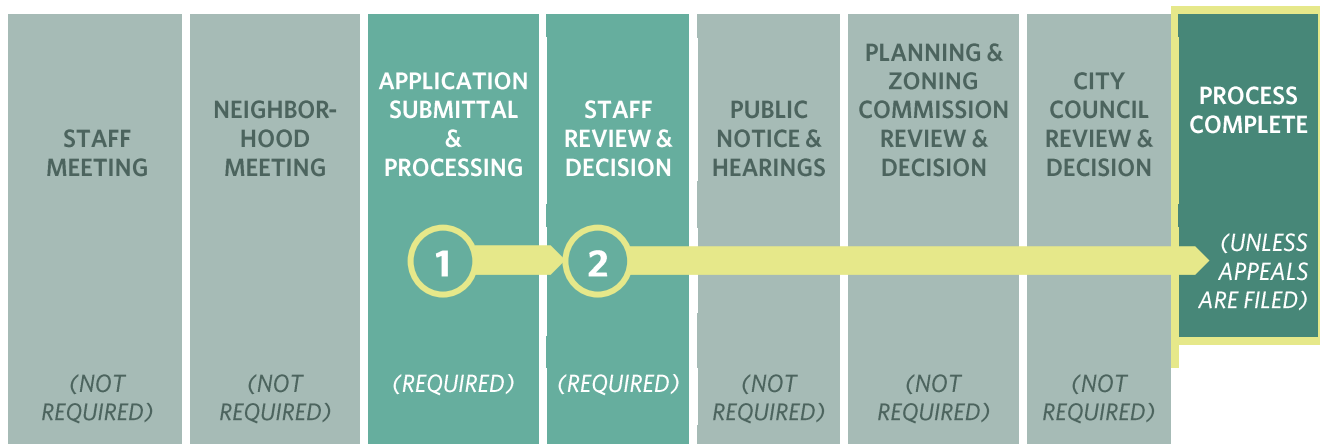 STAFF
MEETING
(NOT
REQUIRED)
NEIGHBOR-
HOOD
MEETING
(NOT
REQUIRED)
APPLICATION
SUBMITTAL
&
PROCESSING
1
(REQUIRED)
STAFF
REVIEW &
DECISION
2
(REQUIRED)
PUBLIC
NOTICE &
HEARINGS
(NOT
REQUIRED)
PLANNING &
ZONING
COMMISSION
REVIEW &
DECISION
(NOT
REQUIRED)
CITY
COUNCIL
REVIEW &
DECISION
(NOT
REQUIRED)
PROCESS
COMPLETE
(UNLESS
APPEALS
ARE FILED)